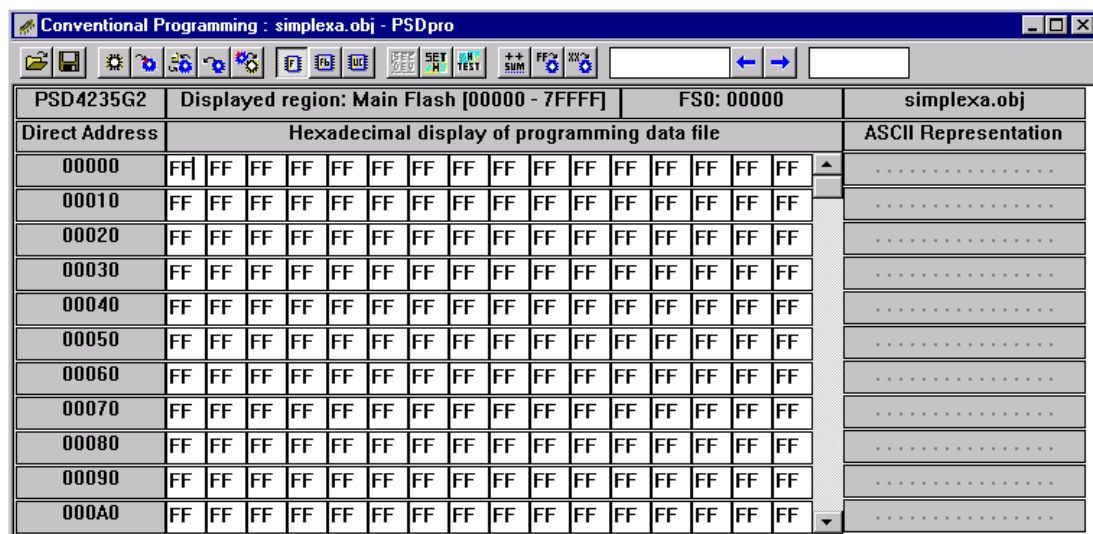 Conventional Programming : simplexa.obj - PSDpro
F Fb UC SEC DEV SET "H" "H" TEST ++ SUM FF XX
PSD4235G2 Displayed region: Main Flash [00000 - 7FFFF] FS0: 00000 simplexa.obj
Direct Address Hexadecimal display of programming data file ASCII Representation
00000 FF FF FF FF FF FF FF FF FF FF FF FF FF FF FF FF ................
00010 FF FF FF FF FF FF FF FF FF FF FF FF FF FF FF FF ................
00020 FF FF FF FF FF FF FF FF FF FF FF FF FF FF FF FF ................
00030 FF FF FF FF FF FF FF FF FF FF FF FF FF FF FF FF ................
00040 FF FF FF FF FF FF FF FF FF FF FF FF FF FF FF FF ................
00050 FF FF FF FF FF FF FF FF FF FF FF FF FF FF FF FF ................
00060 FF FF FF FF FF FF FF FF FF FF FF FF FF FF FF FF ................
00070 FF FF FF FF FF FF FF FF FF FF FF FF FF FF FF FF ................
00080 FF FF FF FF FF FF FF FF FF FF FF FF FF FF FF FF ................
00090 FF FF FF FF FF FF FF FF FF FF FF FF FF FF FF FF ................
000A0 FF FF FF FF FF FF FF FF FF FF FF FF FF FF FF FF ................